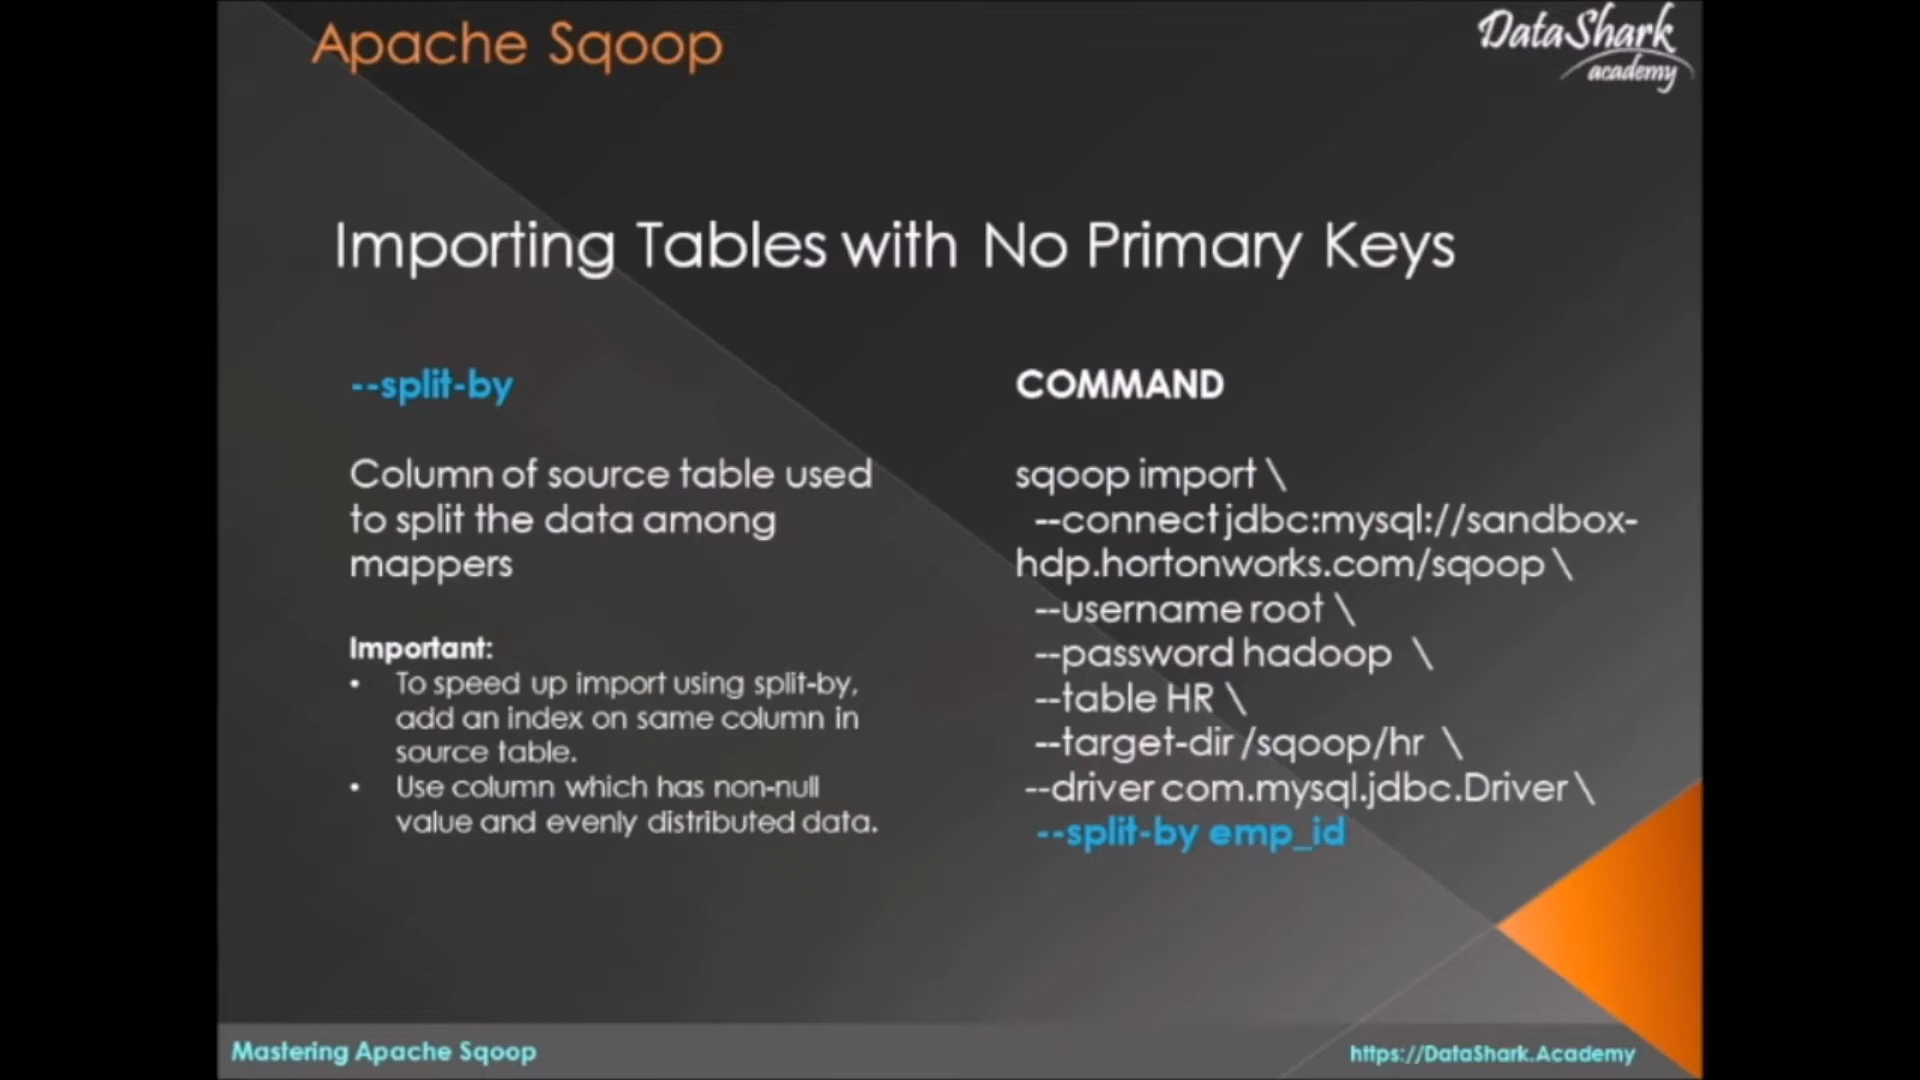 Apache Sqoop
DataShark
academy
Importing Tables with No Primary Keys
--split-by
Column of source table used
to split the data among
mappers
Important:
• To speed up import using split-by,
add an index on same column in
source table.
• Use column which has non-null
value and evenly distributed data.
COMMAND
sqoop import \
--connect jdbc:mysql://sandbox-
hdp.hortonworks.com/sqoop \
--username root \
--password hadoop \
--table HR \
--target-dir /sqoop/hr \
--driver com.mysql.jdbc.Driver \
--split-by emp_id
Mastering Apache Sqoop
https://DataShark.Academy